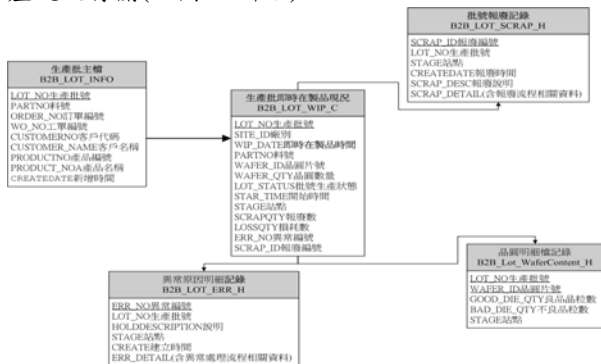 批號報廢記錄
B2B_LOT_SCRAP_H
SCRAP_ID報廢編號
LOT_NO生產批號
STAGE站點
CREATEDATE報廢時間
SCRAP_DESC報廢說明
SCRAP_DETAIL(含報廢流程相關資料)
生產批主檔
B2B_LOT_INFO
LOT_NO生產批號
PARTNO料號
ORDER_NO訂單編號
WO_NO工單編號
CUSTOMERNO客戶代碼
CUSTOMER_NAME客戶名稱
PRODUCTNO產品編號
PRODUCT_NOA產品名稱
CREATEDATE新增時間
生產批即時在製品現況
B2B_LOT_WIP_C
LOT_NO生產批號
SITE_ID廠別
WIP_DATE即時在製品時間
PARTNO料號
WAFER_ID晶圓片號
WAFER_QTY晶圓數量
LOT_STATUS批號生產狀態
STAR_TIME開始時間
STAGE站點
SCRAPQTY報廢數
LOSSQTY損耗數
ERR_NO異常編號
SCRAP_ID報廢編號
異常原因明細記錄
B2B_LOT_ERR_H
ERR_NO異常編號
LOT_NO生產批號
HOLDDESCRIPTION說明
STAGE站點
CREATE建立時間
ERR_DETAIL(含異常處理流程相關資料)
晶圓明細檔記錄
B2B_Lot_WaferContent_H
LOT_NO生產批號
WAFER_ID晶圓片號
GOOD_DIE_QTY良品晶粒數
BAD_DIE_QTY不良品粒數
STAGE站點